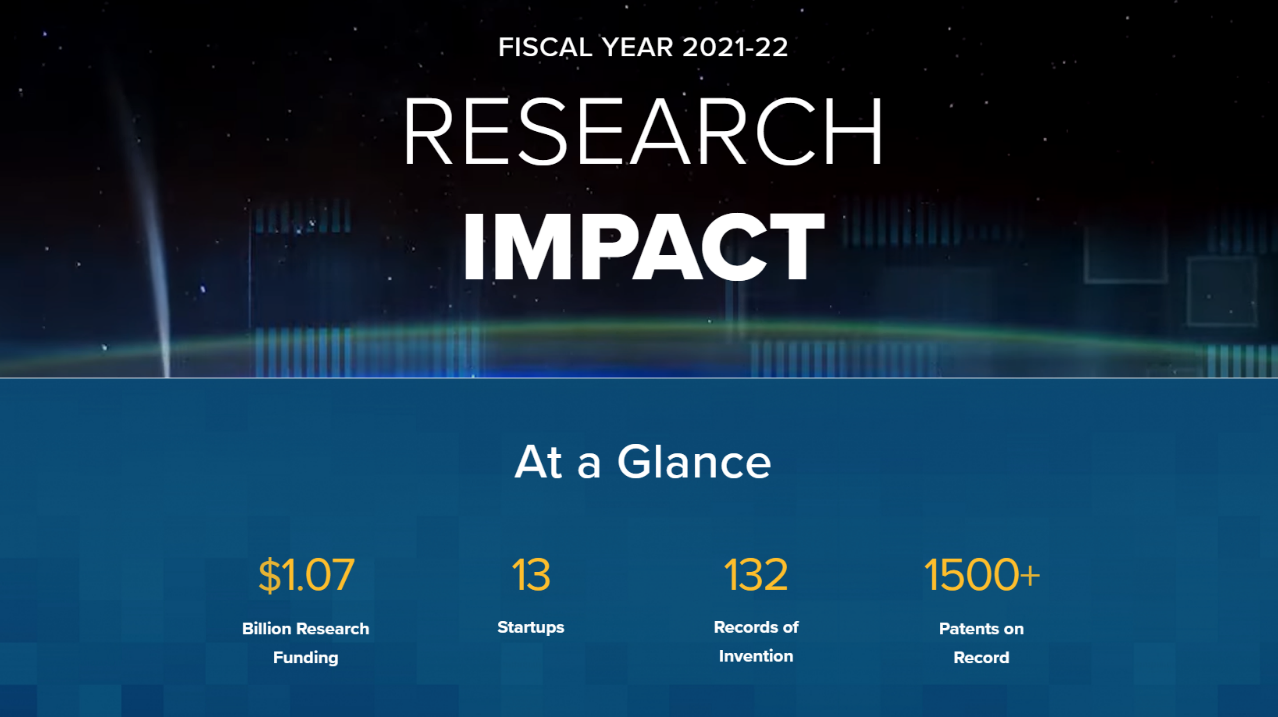 FISCAL YEAR 2021-22
RESEARCH
IMPACT
At a Glance
$1.07
Billion Research
Funding
13
Startups
132
Records of
Invention
1500+
Patents on
Record